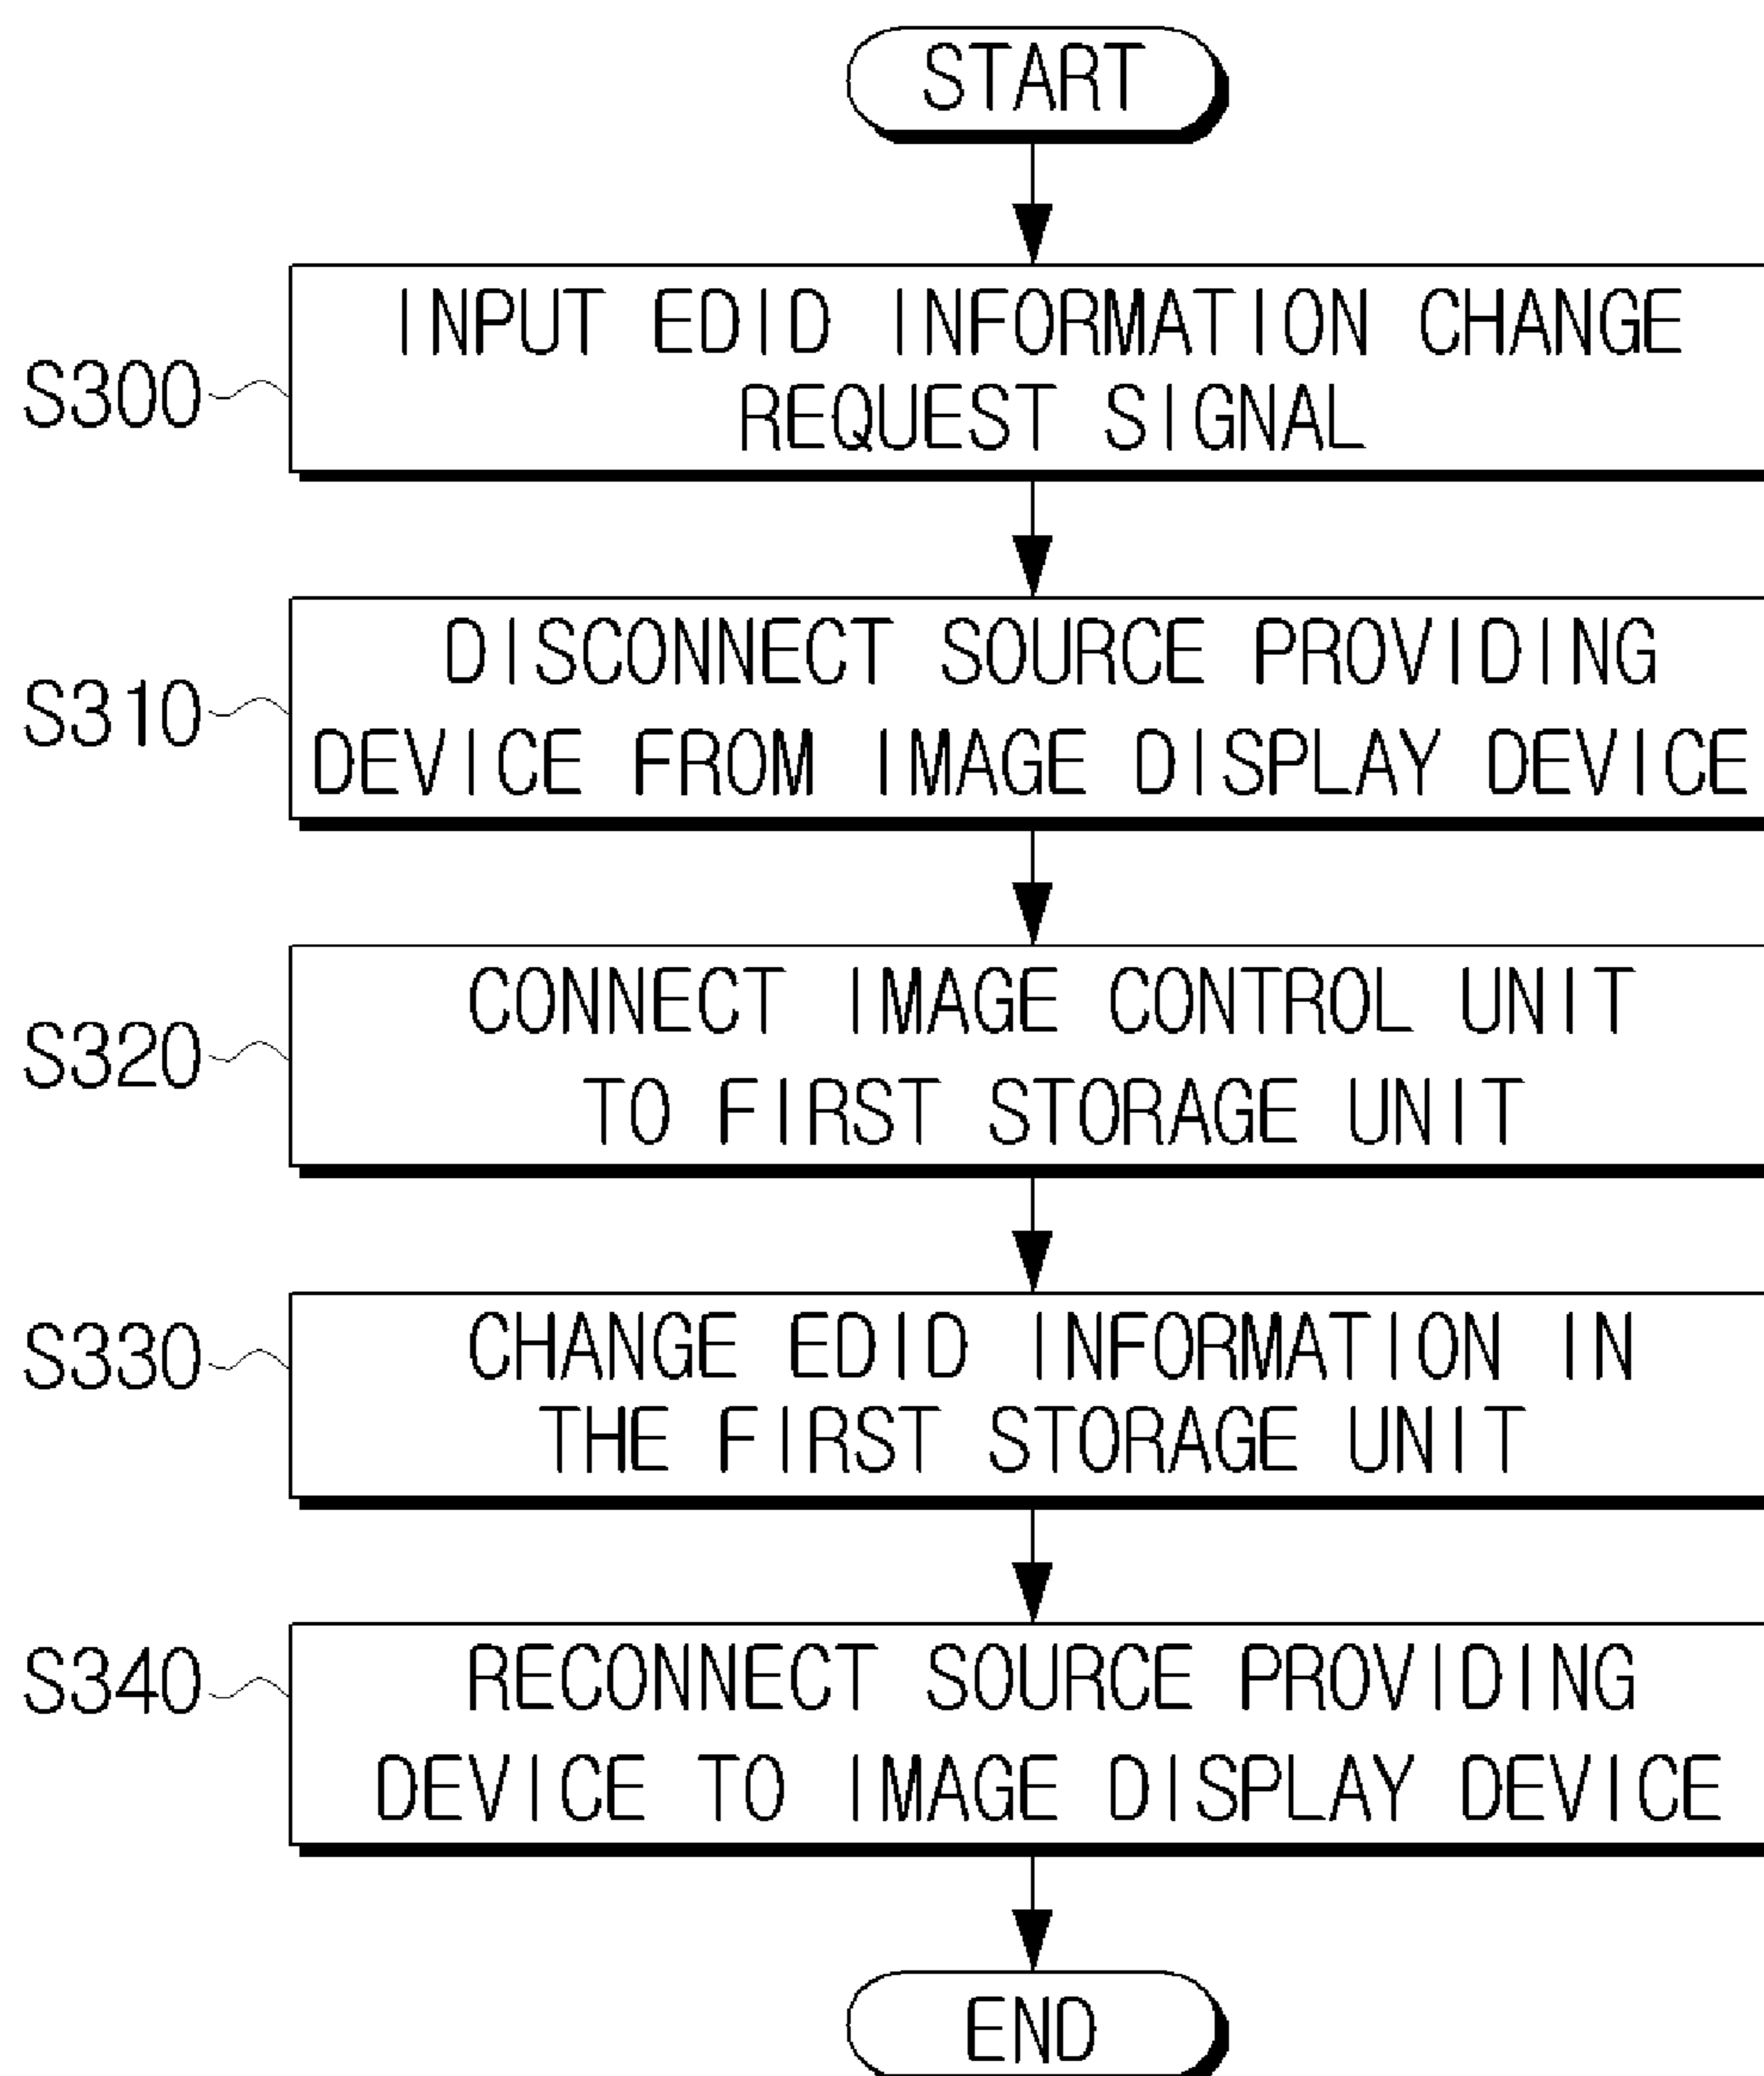 START
INPUT EDID INFORMATION CHANGE
REQUEST SIGNAL
S300
DISCONNECT SOURCE PROVIDING
DEVICE FROM IMAGE DISPLAY DEVICE
S310
CONNECT IMAGE CONTROL UNIT
TO FIRST STORAGE UNIT
S320
CHANGE EDID INFORMATION IN
THE FIRST STORAGE UNIT
S330
RECONNECT SOURCE PROVIDING
DEVICE TO IMAGE DISPLAY DEVICE
S340
END